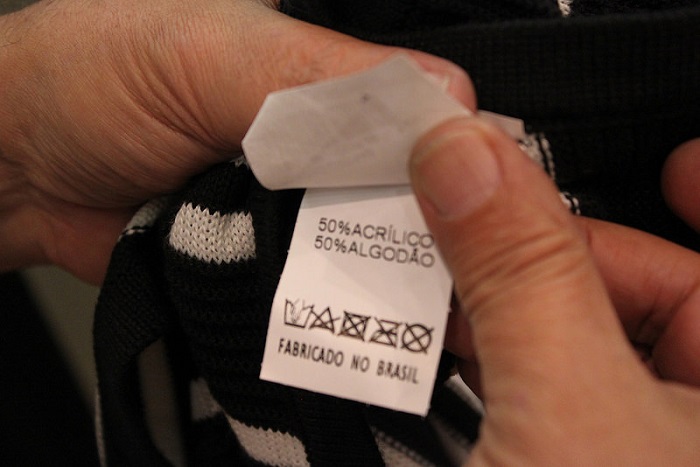 50%ACRÍLICO
50%ALGODÃO
FABRICADO NO BRASIL